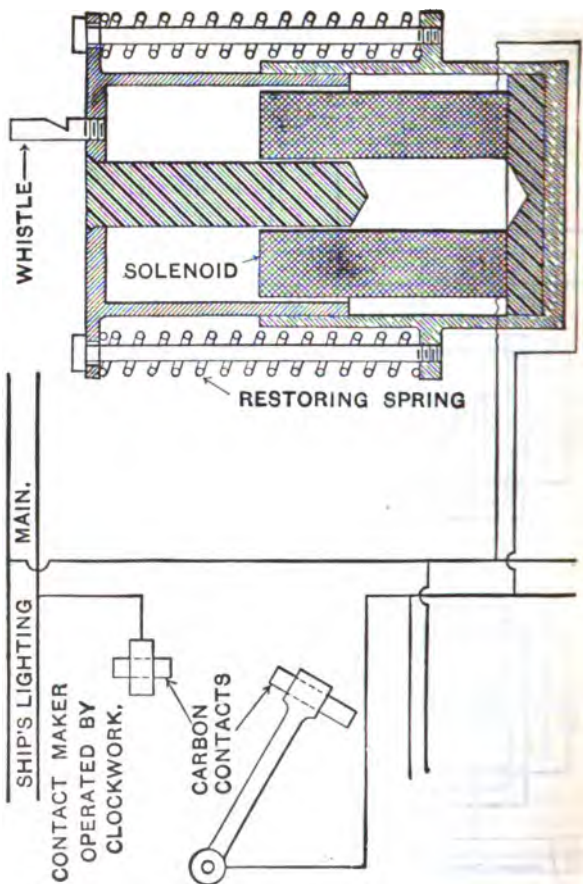 WHISTLE
SOLENOID
RESTORING SPRING
SHIP'S LIGHTING MAIN.
CONTACT MAKER
OPERATED BY
CLOCKWORK.
CARBON
CONTACTS